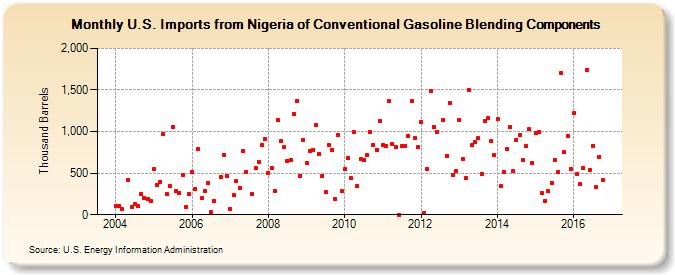 Monthly U.S. Imports from Nigeria of Conventional Gasoline Blending Components
Thousand Barrels
2,000
1,500
1,000
500
0
2004 2006 2008 2010 2012 2014 2016
Source: U.S. Energy Information Administration